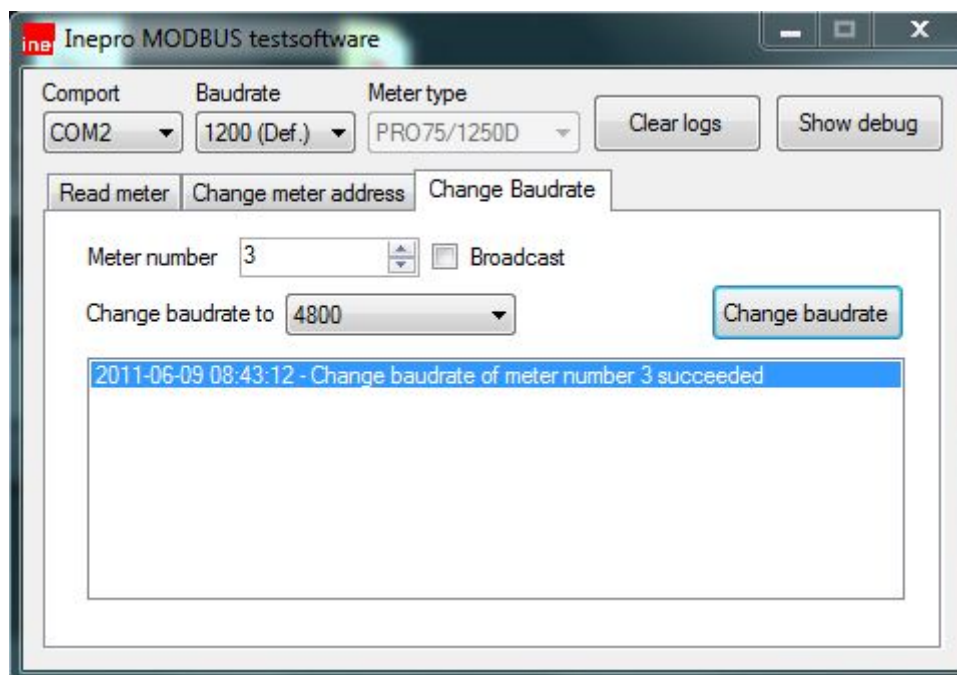 iner Inepro MODBUS testsoftware
Comport Baudrate Meter type
COM2 1200 (Def.) PRO75/1250D Clear logs Show debug
Read meter Change meter address Change Baudrate
Meter number 3 Broadcast
Change baudrate to 4800 Change baudrate
2011-06-09 08:43:12 - Change baudrate of meter number 3 succeeded